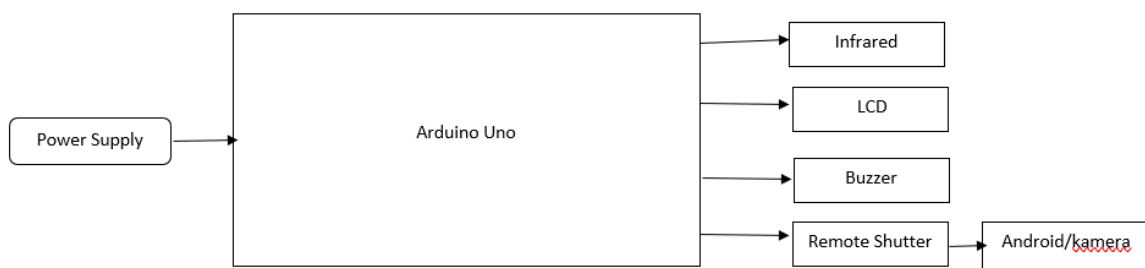 Infrared
LCD
Power Supply
Arduino Uno
Buzzer
Remote Shutter
Android/kamera